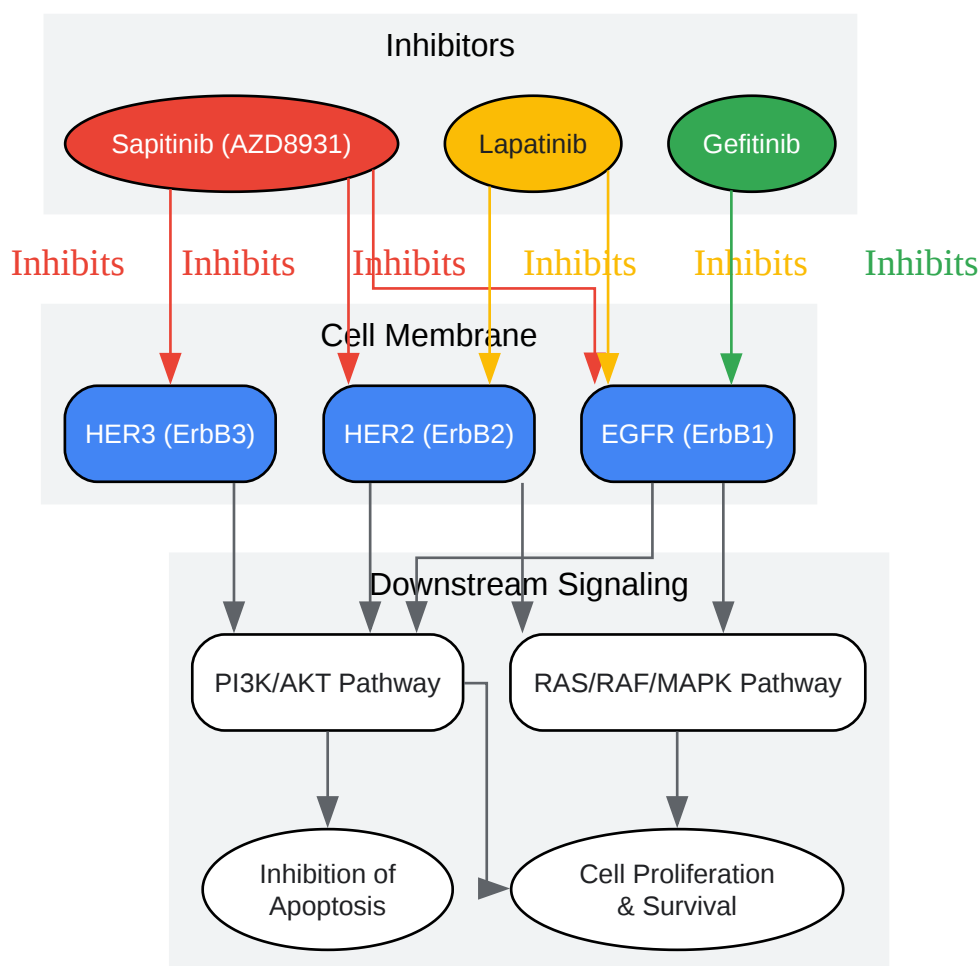 Inhibitors
Sapitinib (AZD8931)
Lapatinib
Gefitinib
Inhibits
Inhibits
Inhibits
Inhibits
Inhibits
Inhibits
Cell Membrane
HER3 (ErbB3)
HER2 (ErbB2)
EGFR (ErbB1)
Downstream Signaling
PI3K/AKT Pathway
RAS/RAF/MAPK Pathway
Inhibition of
Apoptosis
Cell Proliferation
& Survival